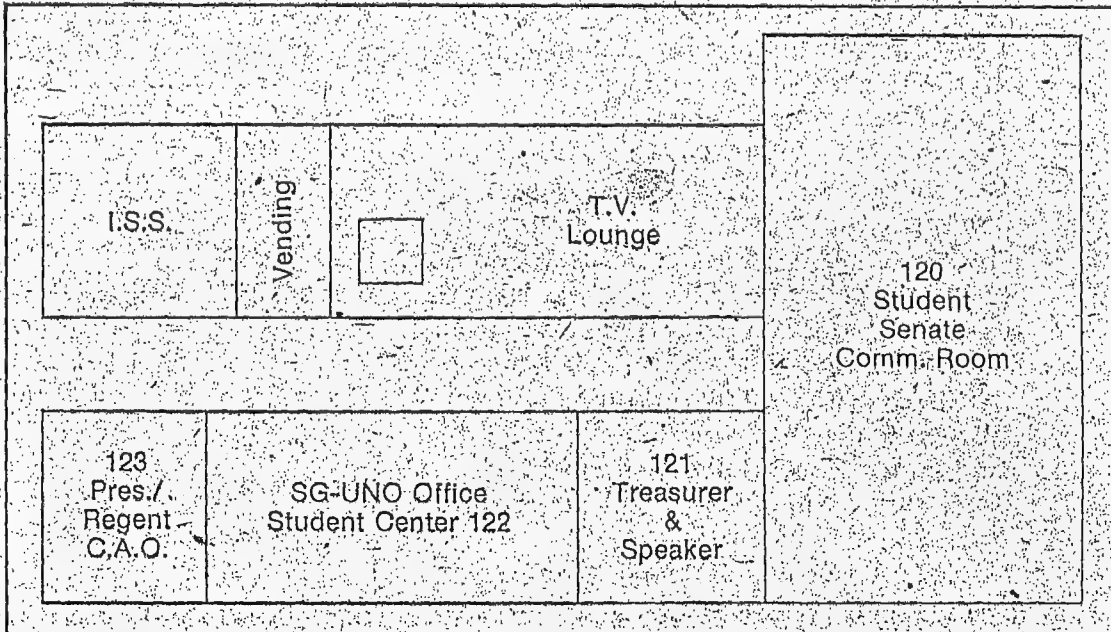 I.S.S.
Vending
T.V.
Lounge
120
Student
Senate
Comm. Room
123
Pres./
Regent
C.A.O.
SG-UNO Office
Student Center 122
121
Treasurer
&
Speaker